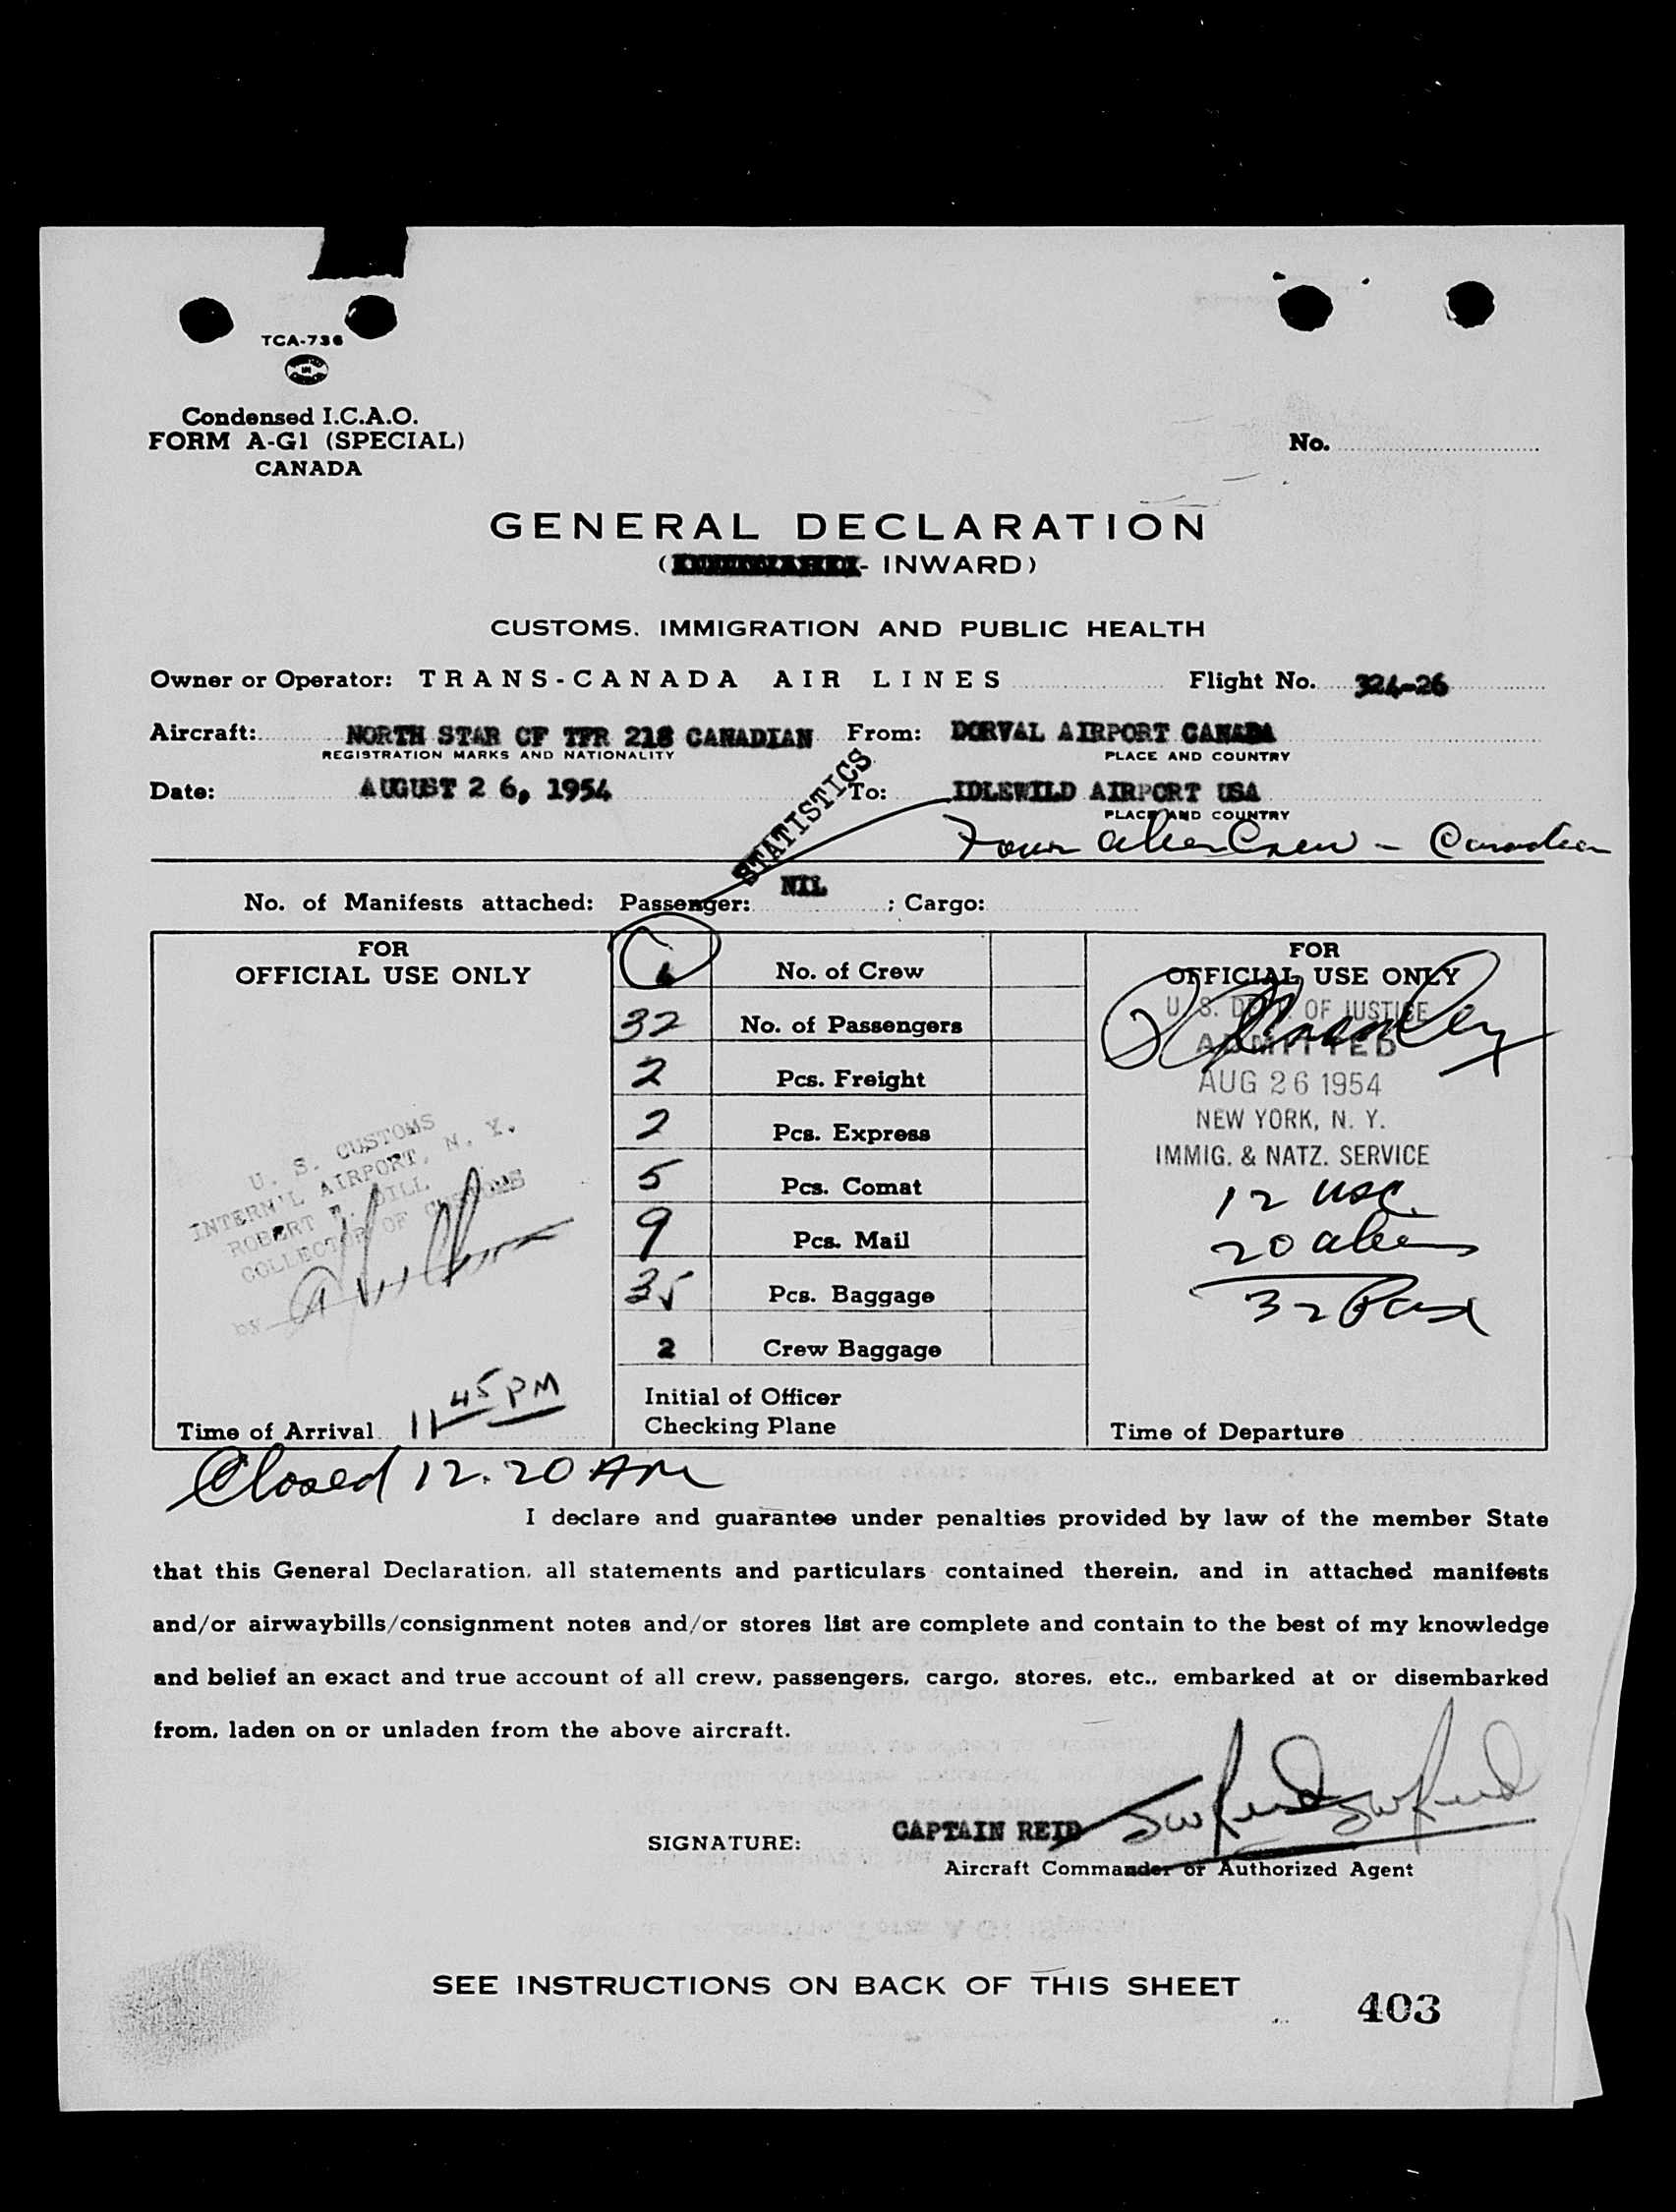 TCA-736
Condensed I.C.A.O.
FORM A-G1 (SPECIAL)
CANADA
No.
GENERAL DECLARATION
( - INWARD)
CUSTOMS, IMMIGRATION AND PUBLIC HEALTH
Owner or Operator: TRANS-CANADA AIR LINES Flight No. 324-26
Aircraft: NORTH STAR CF TFR 218 CANADIAN From: DORVAL AIRPORT CANADA
REGISTRATION MARKS AND NATIONALITY PLACE AND COUNTRY
Date: AUGUST 2 6, 1954 To: IDLEWILD AIRPORT USA
PLACE AND COUNTRY
STATISTICS
Four alien Crew - Canadian
No. of Manifests attached: Passenger: NIL ; Cargo:
FOR
OFFICIAL USE ONLY
U. S. CUSTOMS
INTERN'L AIRPORT, N. Y.
ROBERT W. DILL
COLLECTOR OF CUSTOMS
by
Time of Arrival 11 45 PM
No. of Crew
32 No. of Passengers
2 Pcs. Freight
2 Pcs. Express
5 Pcs. Comat
9 Pcs. Mail
35 Pcs. Baggage
2 Crew Baggage
Initial of Officer
Checking Plane
FOR
OFFICIAL USE ONLY
U. S. DEPT. OF JUSTICE
ADMITTED
AUG 26 1954
NEW YORK, N. Y.
IMMIG. & NATZ. SERVICE
12 usc
20 aliens
32 Pax
Time of Departure
Closed 12.20 AM
I declare and guarantee under penalties provided by law of the member State
that this General Declaration, all statements and particulars contained therein, and in attached manifests
and/or airwaybills/consignment notes and/or stores list are complete and contain to the best of my knowledge
and belief an exact and true account of all crew, passengers, cargo, stores, etc., embarked at or disembarked
from, laden on or unladen from the above aircraft.
SIGNATURE: CAPTAIN REID SW Reid SW Reid
Aircraft Commander or Authorized Agent
SEE INSTRUCTIONS ON BACK OF THIS SHEET
403